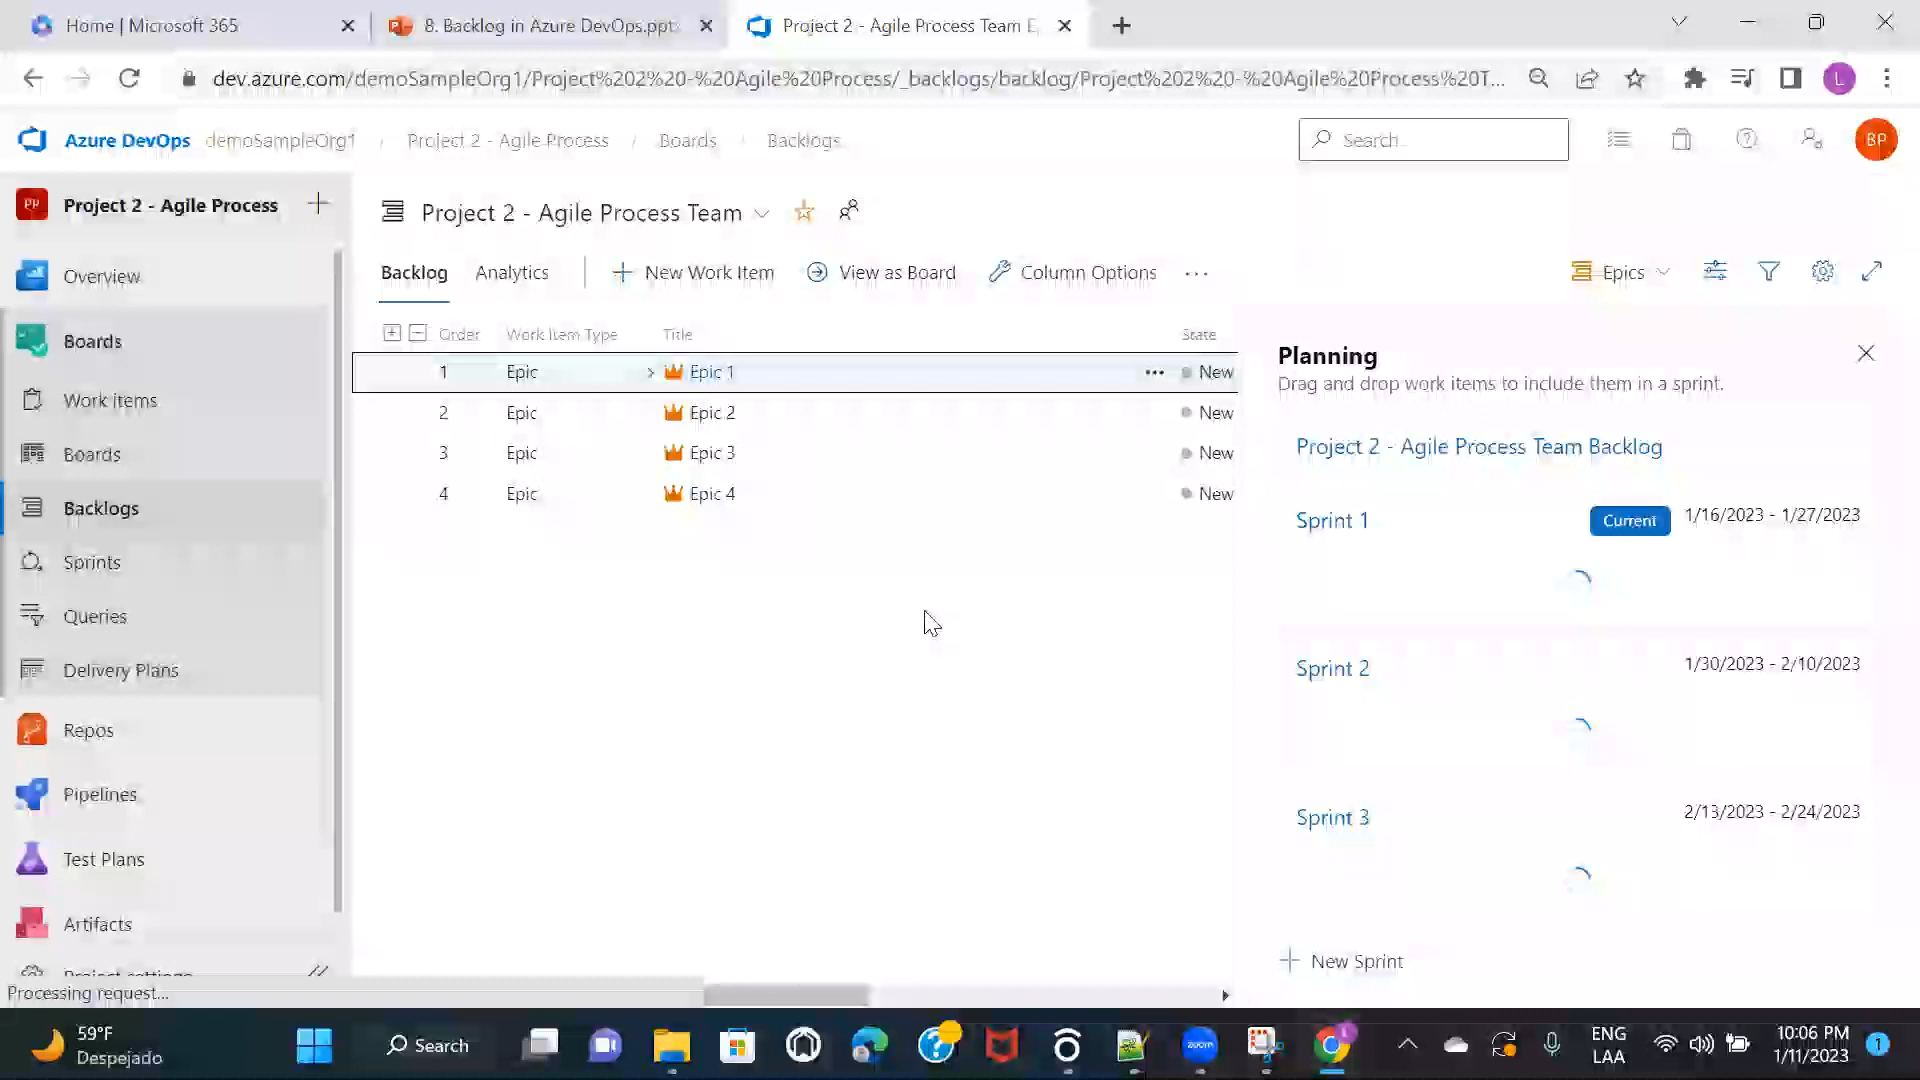 Home | Microsoft 365
8. Backlog in Azure DevOps.ppt
Project 2 - Agile Process Team E
dev.azure.com/demoSampleOrg1/Project%202%20-%20Agile%20Process/_backlogs/backlog/Project%202%20-%20Agile%20Process%20T...
L
Azure DevOps demoSampleOrg1 / Project 2 - Agile Process / Boards / Backlogs
Search
BP
PP Project 2 - Agile Process
Overview
Boards
Work items
Boards
Backlogs
Sprints
Queries
Delivery Plans
Repos
Pipelines
Test Plans
Artifacts
Project settings
Processing request...
Project 2 - Agile Process Team
Backlog Analytics New Work Item View as Board Column Options ... Epics
Order Work Item Type Title State
1 Epic Epic 1 ... New
2 Epic Epic 2 New
3 Epic Epic 3 New
4 Epic Epic 4 New
Planning
Drag and drop work items to include them in a sprint.
Project 2 - Agile Process Team Backlog
Sprint 1 Current 1/16/2023 - 1/27/2023
Sprint 2 1/30/2023 - 2/10/2023
Sprint 3 2/13/2023 - 2/24/2023
New Sprint
59°F
Despejado
Search
zoom
L
ENG
LAA
10:06 PM
1/11/2023
1